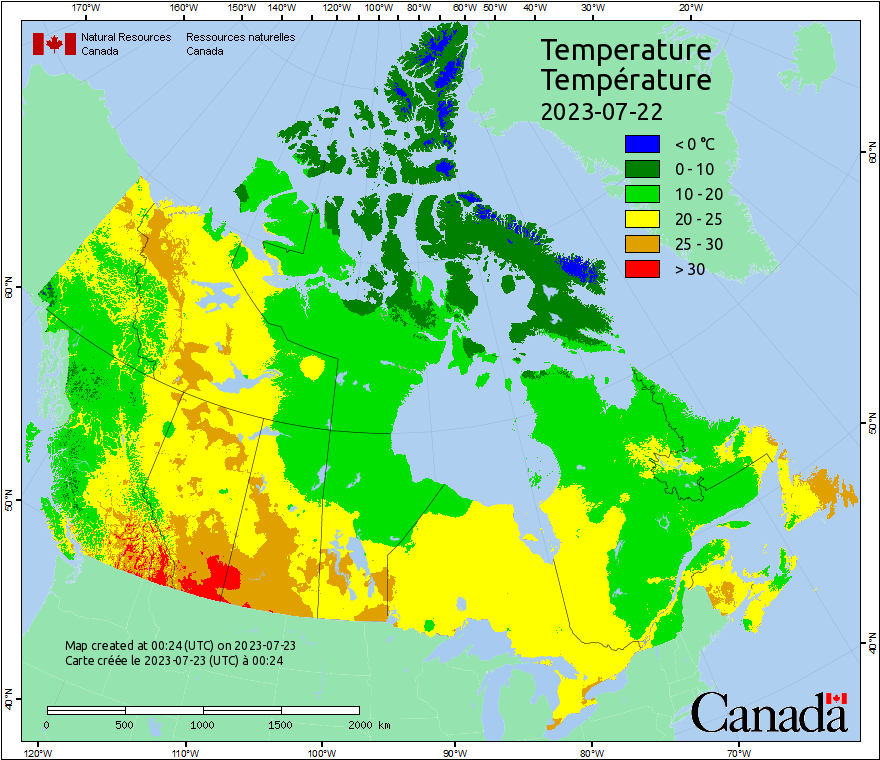 170°W 160°W 150°W 140°W 120°W 100°W 80°W 60°W 50°W 40°W 30°W 20°W
Natural Resources Canada
Ressources naturelles Canada
Temperature
Température
2023-07-22
< 0 °C
0 - 10
10 - 20
20 - 25
25 - 30
> 30
60°N
50°N
40°N
60°N
50°N
40°N
Map created at 00:24 (UTC) on 2023-07-23
Carte créée le 2023-07-23 (UTC) à 00:24
0 500 1000 1500 2000 km
Canada
120°W 110°W 100°W 90°W 80°W 70°W